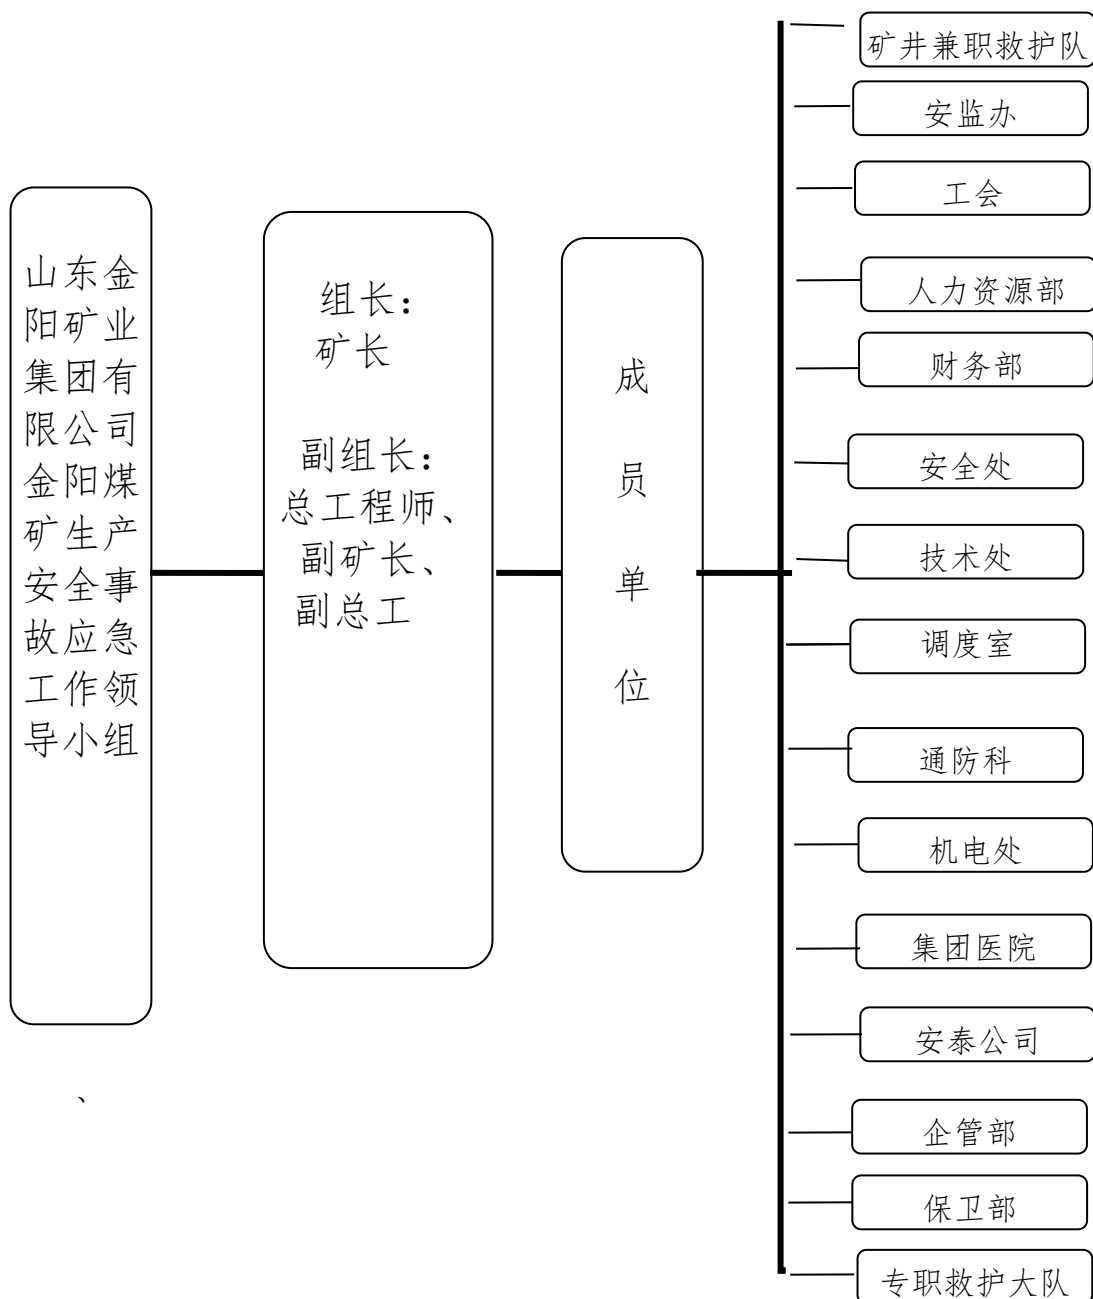 山东金
阳矿业
集团有
限公司
金阳煤
矿生产
安全事
故应急
工作领
导小组
、
组长：
矿长
副组长：
总工程师、
副矿长、
副总工
成
员
单
位
矿井兼职救护队
安监办
工会
人力资源部
财务部
安全处
技术处
调度室
通防科
机电处
集团医院
安泰公司
企管部
保卫部
专职救护大队